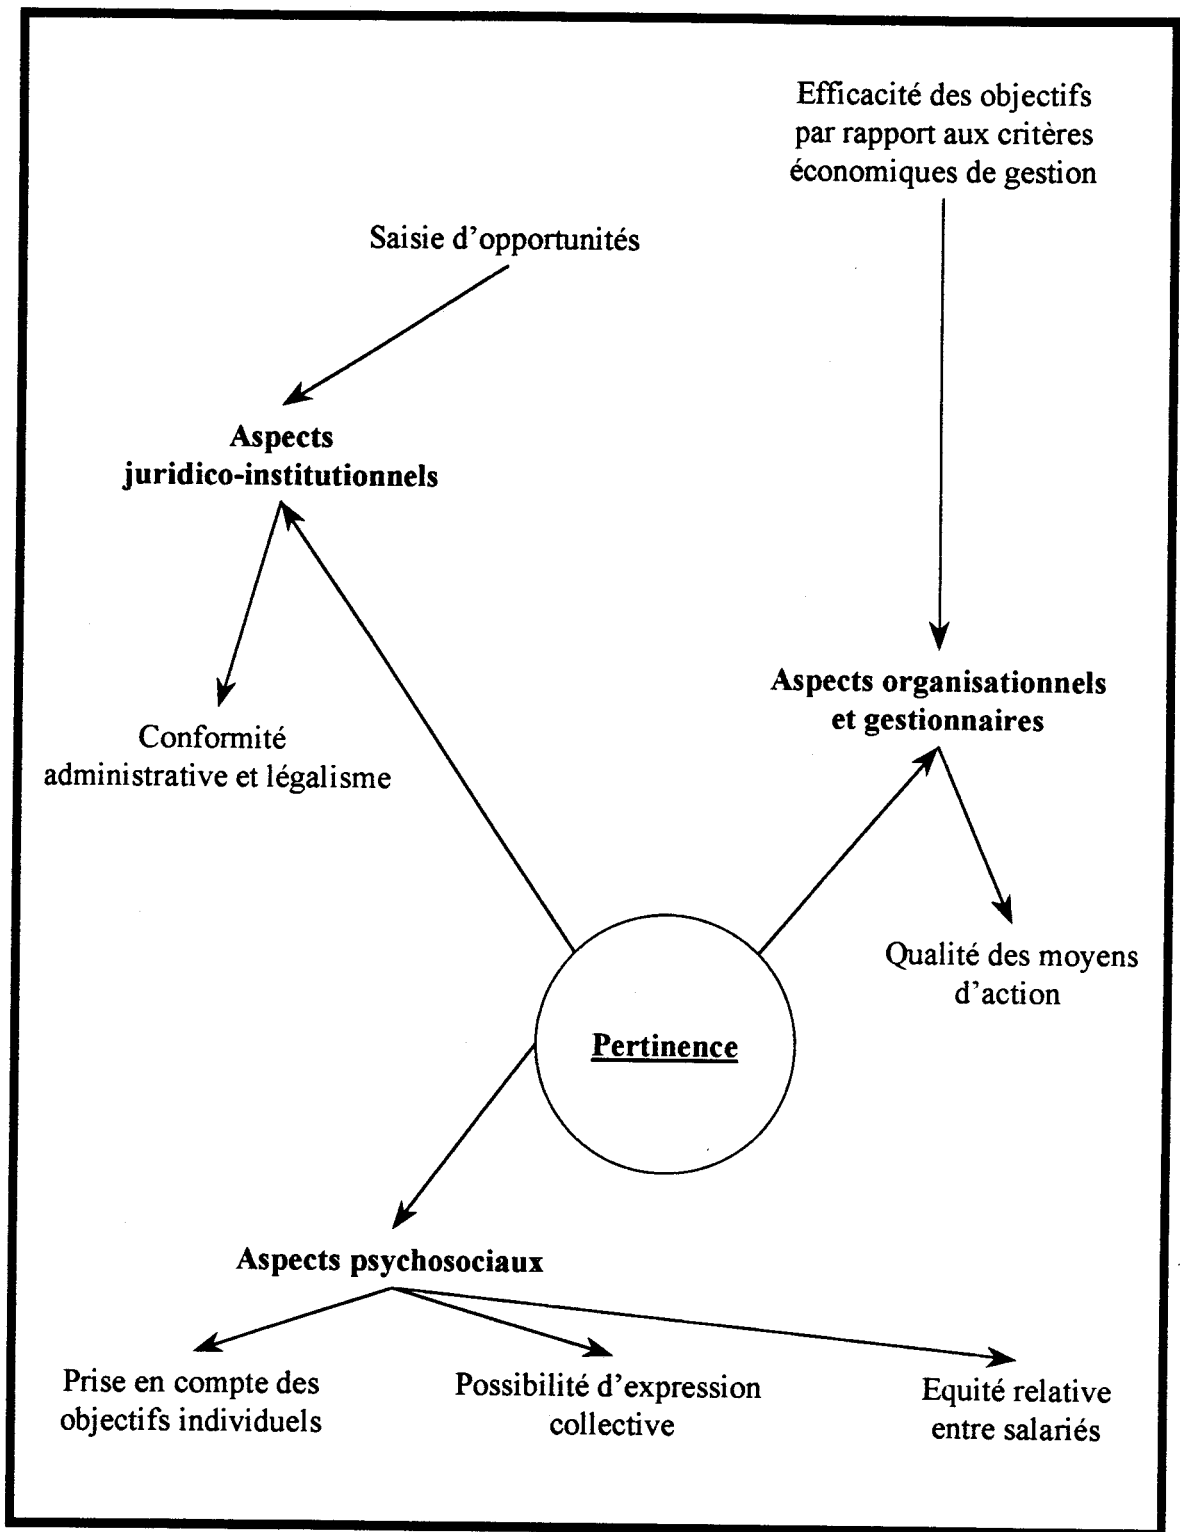 Efficacité des objectifs
par rapport aux critères
économiques de gestion
Saisie d'opportunités
Aspects
juridico-institutionnels
Aspects organisationnels
et gestionnaires
Conformité
administrative et légalisme
Qualité des moyens
d'action
Pertinence
Aspects psychosociaux
Prise en compte des
objectifs individuels
Possibilité d'expression
collective
Equité relative
entre salariés